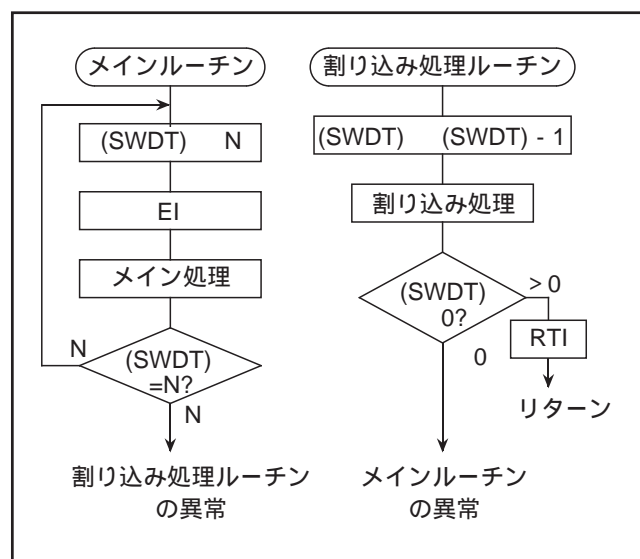 メインルーチン
(SWDT) N
EI
メイン処理
(SWDT)
=N?
N
N
割り込み処理ルーチン
の異常
割り込み処理ルーチン
(SWDT) (SWDT) - 1
割り込み処理
(SWDT)
0?
> 0
RTI
リターン
0
メインルーチン
の異常